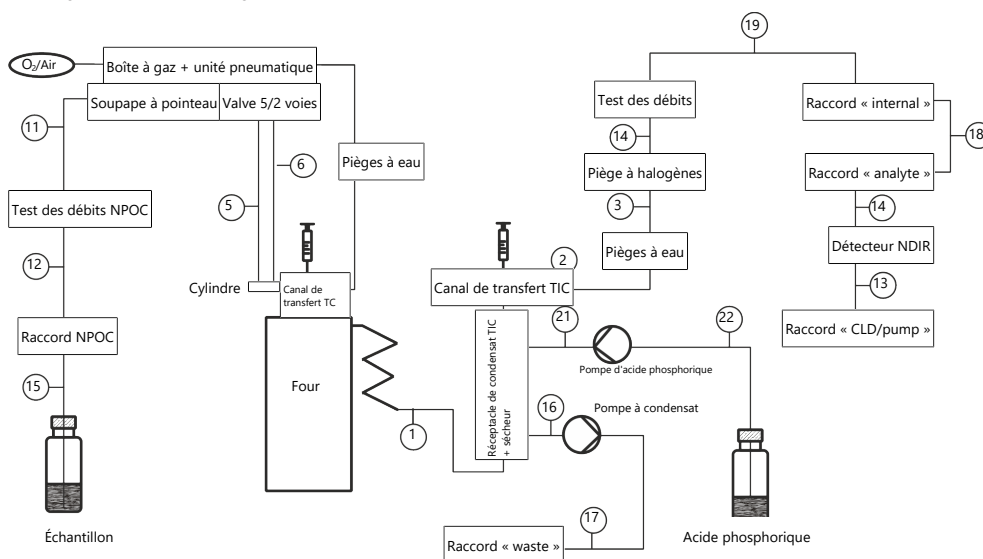 19
O₂/Air
Boîte à gaz + unité pneumatique
Soupape à pointeau
Valve 5/2 voies
Test des débits
Raccord « internal »
11
14
18
6
Pièges à eau
Piège à halogènes
Raccord « analyte »
Test des débits NPOC
5
3
14
12
2
Pièges à eau
Détecteur NDIR
Cylindre
Canal de
transfert TC
Canal de transfert TIC
13
21
22
Raccord NPOC
Raccord « CLD/pump »
Réceptacle de condensat TIC
+ sécheur
Pompe d'acide phosphorique
15
Four
16
Pompe à condensat
1
17
Échantillon
Raccord « waste »
Acide phosphorique